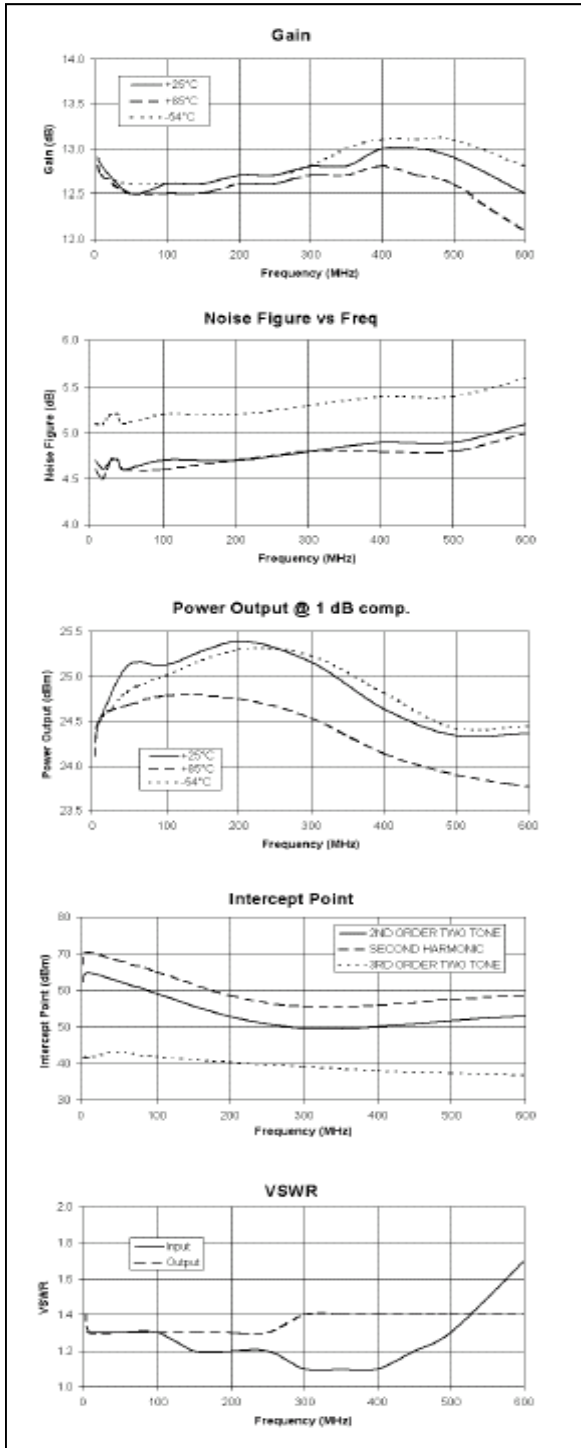 Gain
14.0
13.5
13.0
12.5
12.0
Gain (dB)
+25°C
+85°C
-54°C
0 100 200 300 400 500 600
Frequency (MHz)
Noise Figure vs Freq
6.0
5.5
5.0
4.5
4.0
Noise Figure (dB)
0 100 200 300 400 500 600
Frequency (MHz)
Power Output @ 1 dB comp.
25.5
25.0
24.5
24.0
23.5
Power Output (dBm)
+25°C
+85°C
-54°C
0 100 200 300 400 500 600
Frequency (MHz)
Intercept Point
80
70
60
50
40
30
Intercept Point (dBm)
2ND ORDER TWO TONE
SECOND HARMONIC
3RD ORDER TWO TONE
0 100 200 300 400 500 600
Frequency (MHz)
VSWR
2.0
1.8
1.6
1.4
1.2
1.0
VSWR
Input
Output
0 100 200 300 400 500 600
Frequency (MHz)